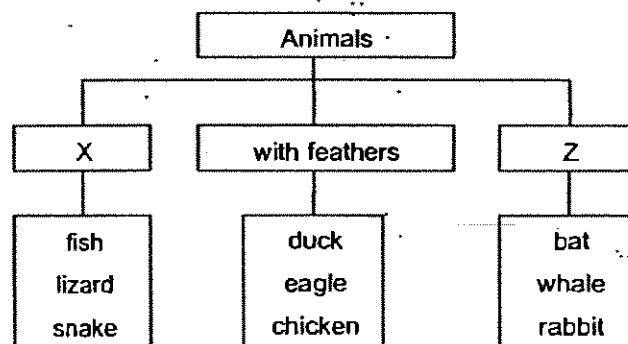 Animals
X
with feathers
Z
fish
lizard
snake
duck
eagle
chicken
bat
whale
rabbit